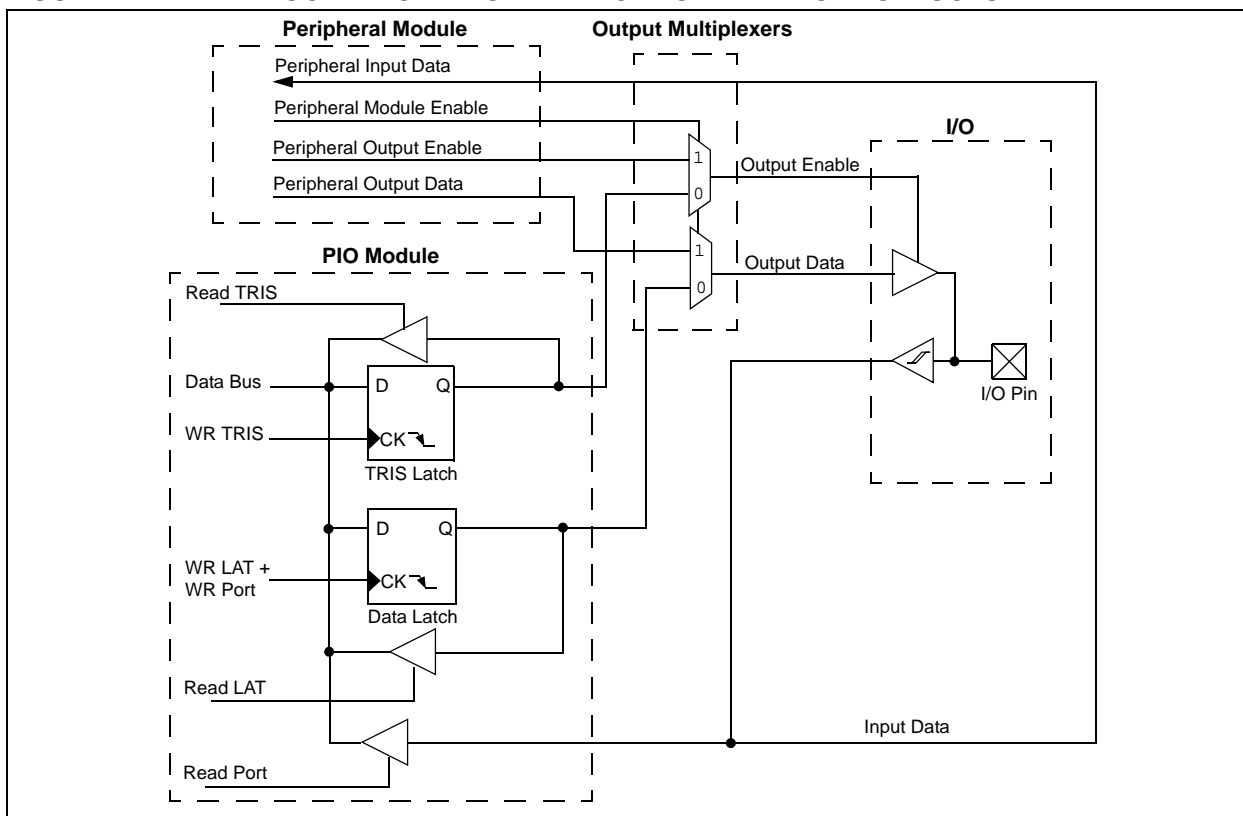 Peripheral Module
Output Multiplexers
Peripheral Input Data
Peripheral Module Enable
I/O
Peripheral Output Enable
1
Output Enable
Peripheral Output Data
0
PIO Module
1
Output Data
0
Read TRIS
Data Bus
D
Q
I/O Pin
WR TRIS
CK
TRIS Latch
D
Q
WR LAT +
WR Port
CK
Data Latch
Read LAT
Input Data
Read Port